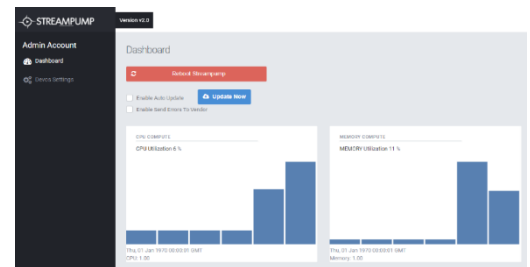 STREAMPUMP
Version v2.0
Admin Account
Dashboard
Device Settings
Dashboard
Reboot Streampump
Enable Auto Update
Update Now
Enable Send Errors To Vendor
CPU COMPUTE
CPU Utilization 6 %
Thu, 01 Jan 1970 00:00:01 GMT
CPU: 1.00
MEMORY COMPUTE
MEMORY Utilization 11 %
Thu, 01 Jan 1970 00:00:01 GMT
Memory: 1.00